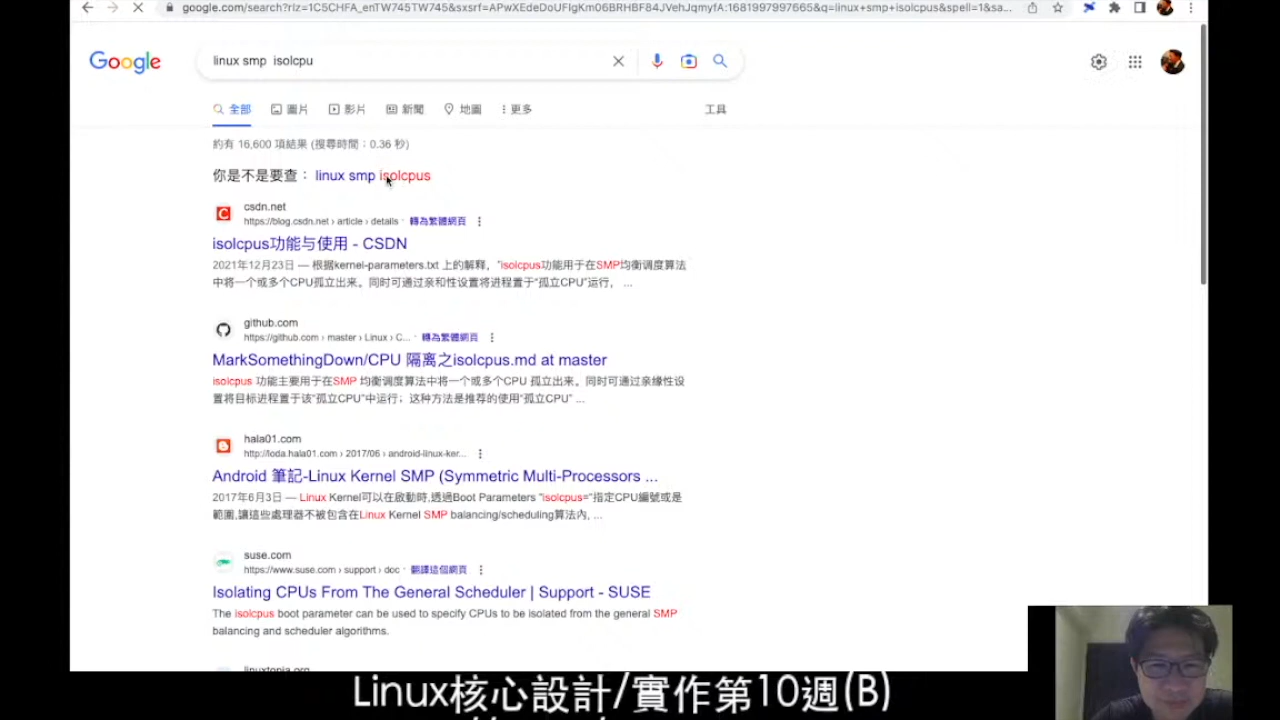 google.com/search?rlz=1C5CHFA_enTW745TW745&sxsrf=APwXEdeDoUFIgKm06BRHBF84JVehJqmyfA:1681997997665&q=linux+smp+isolcpus&spell=1&sa...
Google
linux smp  isolcpu
全部 圖片 影片 新聞 地圖 更多 工具
約有 16,600 項結果 (搜尋時間：0.36 秒)
你是不是要查： linux smp isolcpus
csdn.net
https://blog.csdn.net › article › details · 轉為繁體網頁
isolcpus功能与使用 - CSDN
2021年12月23日 — 根据kernel-parameters.txt 上的解释，“isolcpus功能用于在SMP均衡调度算法
中将一个或多个CPU孤立出来。同时可通过亲和性设置将进程置于“孤立CPU”运行， ...
github.com
https://github.com › master › Linux › C... · 轉為繁體網頁
MarkSomethingDown/CPU 隔离之isolcpus.md at master
isolcpus 功能主要用于在SMP 均衡调度算法中将一个或多个CPU 孤立出来。同时可通过亲缘性设
置将目标进程置于该“孤立CPU”中运行；这种方法是推荐的使用“孤立CPU” ...
hala01.com
http://loda.hala01.com › 2017/06 › android-linux-ker...
Android 筆記-Linux Kernel SMP (Symmetric Multi-Processors ...
2017年6月3日 — Linux Kernel可以在啟動時,透過Boot Parameters “isolcpus=”指定CPU編號或是
範圍,讓這些處理器不被包含在Linux Kernel SMP balancing/scheduling算法內, ...
suse.com
https://www.suse.com › support › doc · 翻譯這個網頁
Isolating CPUs From The General Scheduler | Support - SUSE
The isolcpus boot parameter can be used to specify CPUs to be isolated from the general SMP
balancing and scheduler algorithms.
linuxtopia.org
Linux核心設計/實作第10週(B)